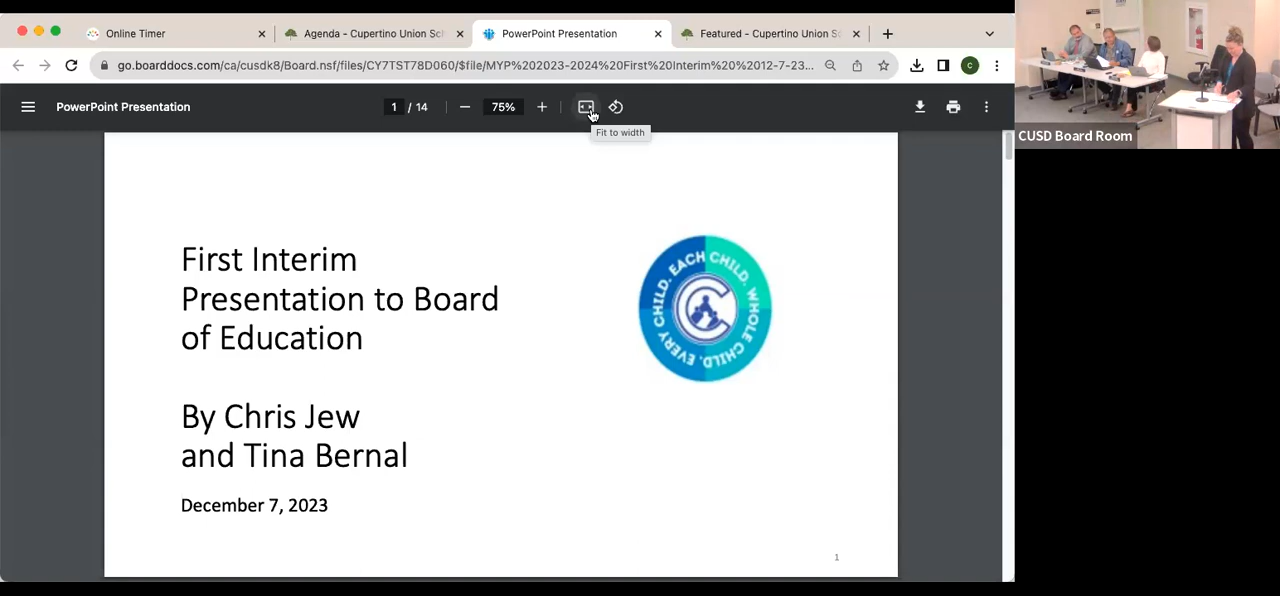 Online Timer
Agenda - Cupertino Union Sch
PowerPoint Presentation
Featured - Cupertino Union Sc
go.boarddocs.com/ca/cusdk8/Board.nsf/files/CY7TST78D060/$file/MYP%202023-2024%20First%20Interim%20%2012-7-23...
C
PowerPoint Presentation
1 / 14
75%
Fit to width
CUSD Board Room
First Interim
Presentation to Board
of Education
EACH CHILD. WHOLE CHILD. EVERY CHILD.
By Chris Jew
and Tina Bernal
December 7, 2023
1